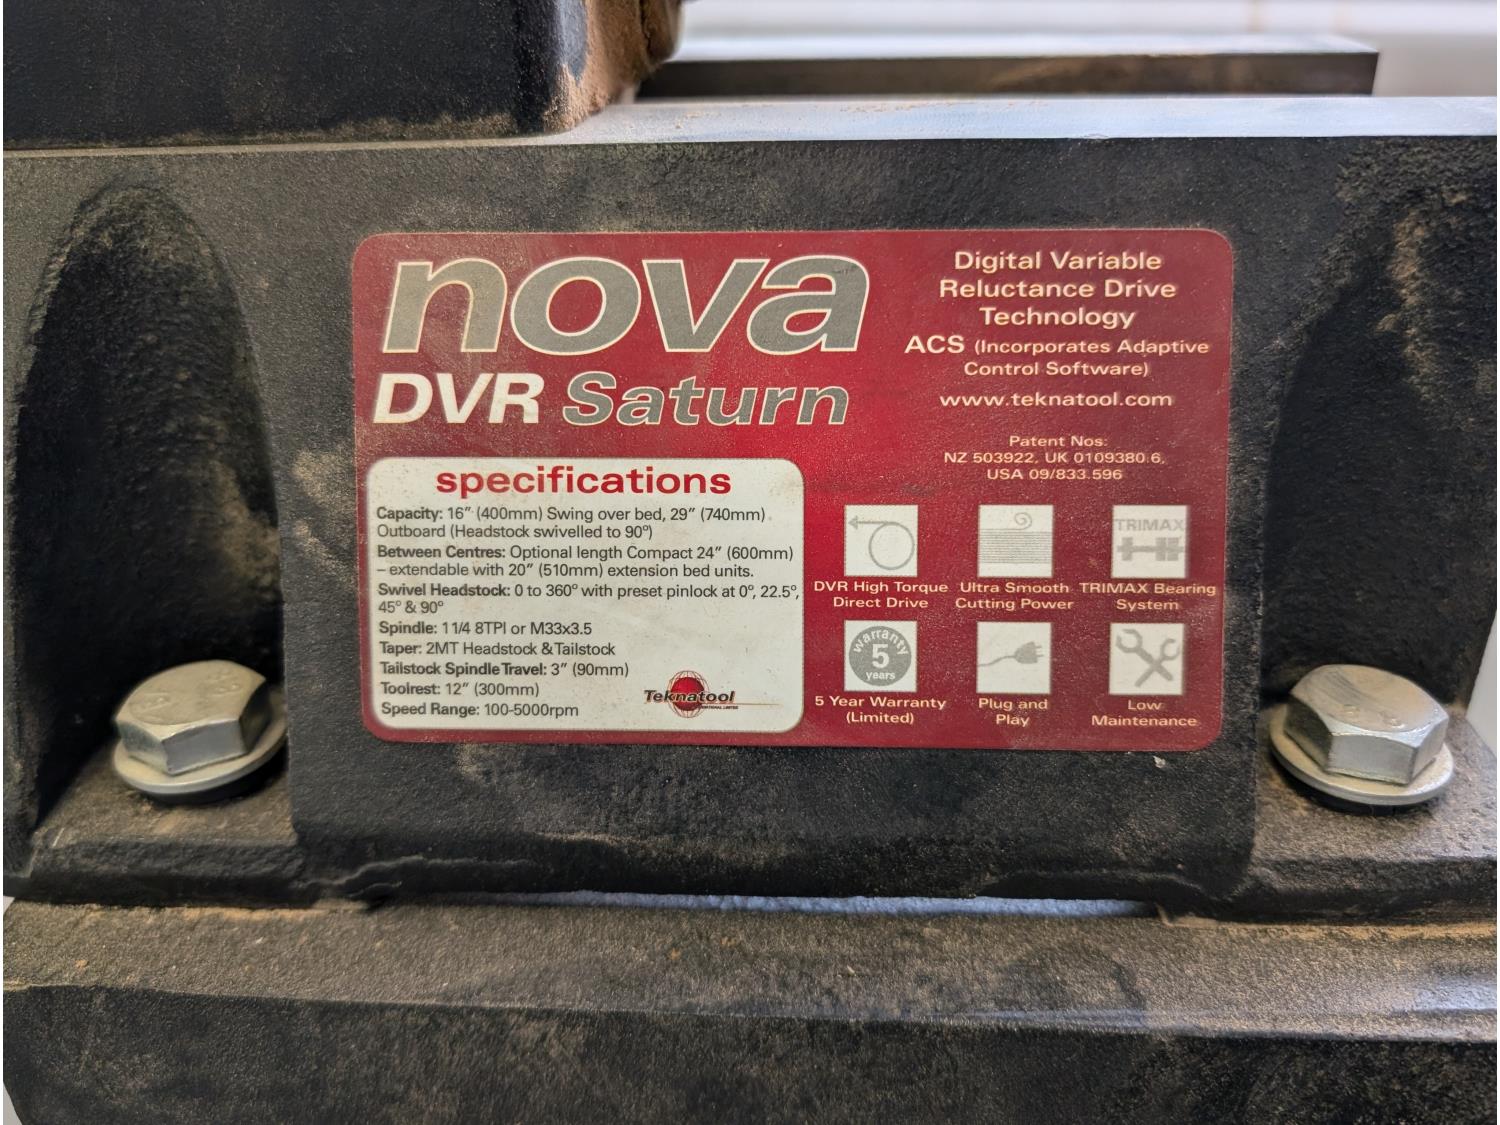 nova
DVR Saturn
Digital Variable
Reluctance Drive
Technology
ACS (Incorporates Adaptive
Control Software)
www.teknatool.com
Patent Nos:
NZ 503922, UK 0109380.6,
USA 09/833.596
specifications
Capacity: 16” (400mm) Swing over bed, 29” (740mm)
Outboard (Headstock swivelled to 90º)
Between Centres: Optional length Compact 24” (600mm)
– extendable with 20” (510mm) extension bed units.
Swivel Headstock: 0 to 360º with preset pinlock at 0º, 22.5º,
45º & 90º
Spindle: 1 1/4 8TPI or M33x3.5
Taper: 2MT Headstock & Tailstock
Tailstock Spindle Travel: 3” (90mm)
Toolrest: 12” (300mm)
Speed Range: 100-5000rpm
Teknatool
INTERNATIONAL LIMITED
TRIMAX
DVR High Torque
Direct Drive
Ultra Smooth
Cutting Power
TRIMAX Bearing
System
warranty
5
years
5 Year Warranty
(Limited)
Plug and
Play
Low
Maintenance